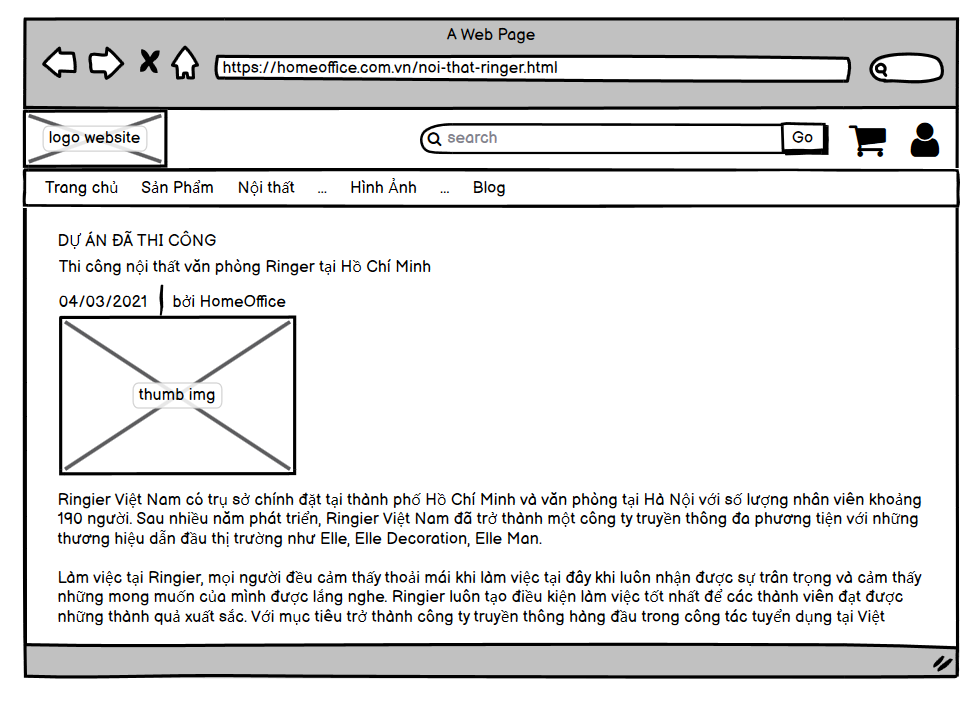 A Web Page
https://homeoffice.com.vn/noi-that-ringer.html
logo website
search
Go
Trang chủ Sản Phẩm Nội thất ... Hình Ảnh ... Blog
DỰ ÁN ĐÃ THI CÔNG
Thi công nội thất văn phòng Ringer tại Hồ Chí Minh
04/03/2021 bởi HomeOffice
thumb img
Ringier Việt Nam có trụ sở chính đặt tại thành phố Hồ Chí Minh và văn phòng tại Hà Nội với số lượng nhân viên khoảng
190 người. Sau nhiều năm phát triển, Ringier Việt Nam đã trở thành một công ty truyền thông đa phương tiện với những
thương hiệu dẫn đầu thị trường như Elle, Elle Decoration, Elle Man.
Làm việc tại Ringier, mọi người đều cảm thấy thoải mái khi làm việc tại đây khi luôn nhận được sự trân trọng và cảm thấy
những mong muốn của mình được lắng nghe. Ringier luôn tạo điều kiện làm việc tốt nhất để các thành viên đạt được
những thành quả xuất sắc. Với mục tiêu trở thành công ty truyền thông hàng đầu trong công tác tuyển dụng tại Việt